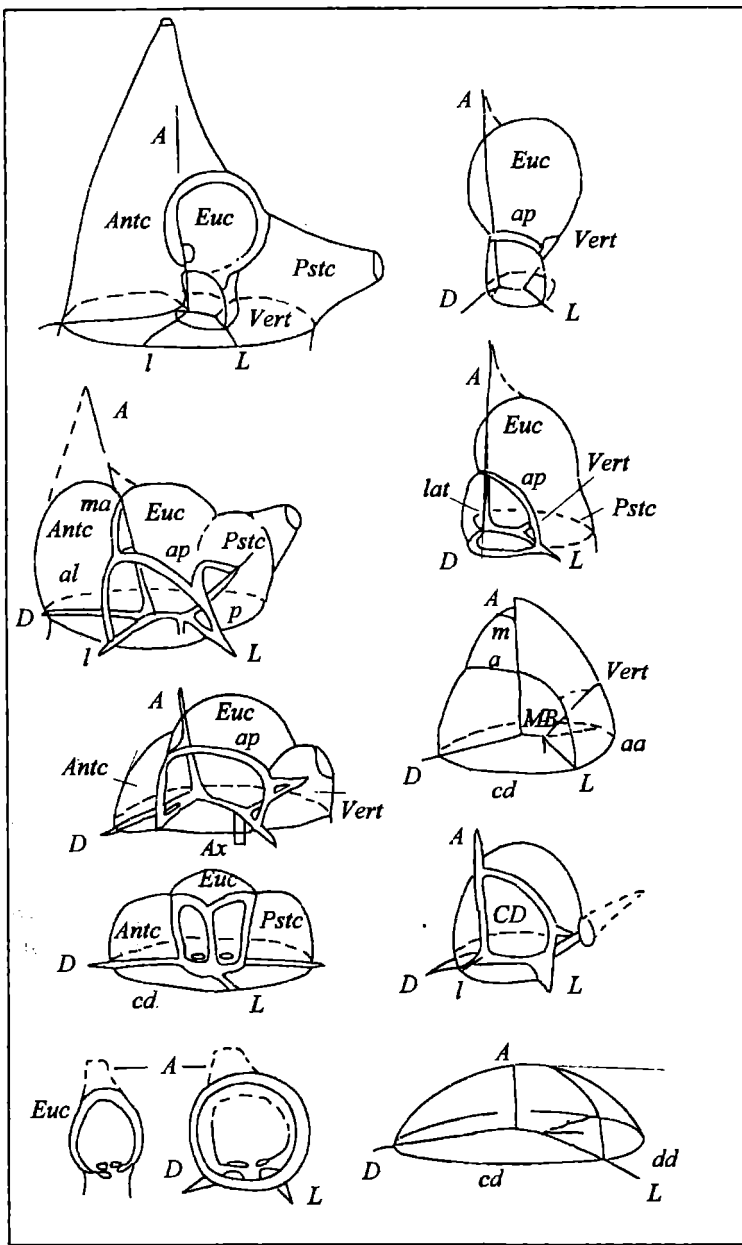 A
Antc Euc Pstc
Vert
l L
A
Euc
ap
Vert
D L
A
ma Euc
Antc ap Pstc
al
D p
l L
A
Euc
Vert
lat ap
Pstc
D L
A
Euc
ap
Antc
Vert
D
Ax
A
m
a Vert
MB
aa
D L
cd
Euc
Antc Pstc
D
cd. L
A
CD
D l L
A
Euc
D L
A
D cd dd
L